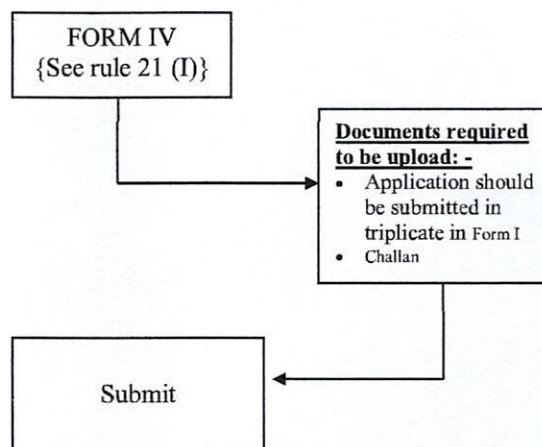 FORM IV
{See rule 21 (I)}
Documents required
to be upload: -
• Application should
be submitted in
triplicate in Form I
• Challan
Submit